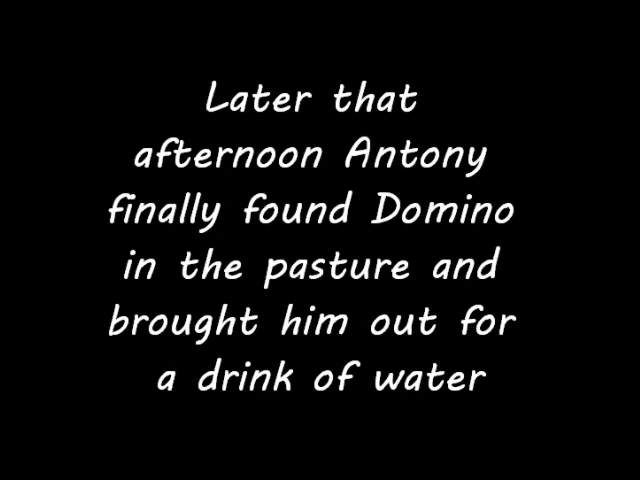 Later that
afternoon Antony
finally found Domino
in the pasture and
brought him out for
a drink of water